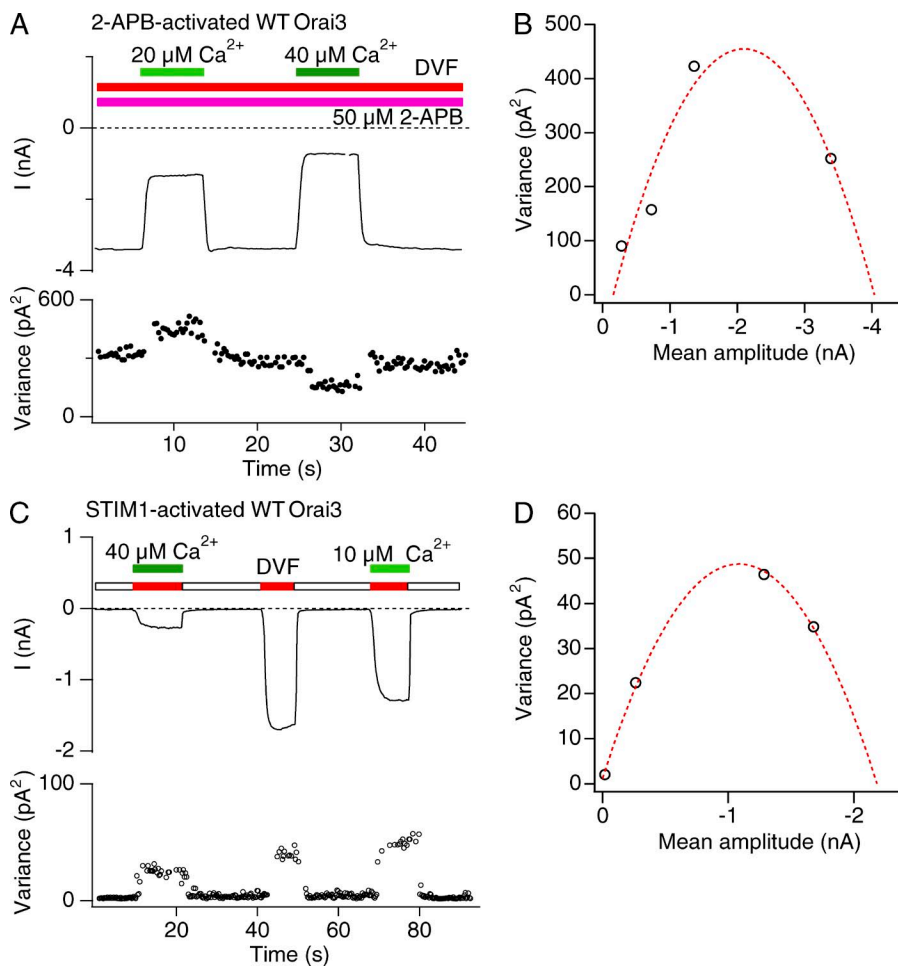 A
2-APB-activated WT Orai3
20 µM Ca2+
40 µM Ca2+
DVF
50 µM 2-APB
0
I (nA)
-4
600
Variance (pA2)
0
10
20
30
40
Time (s)
B
500
400
300
200
100
0
Variance (pA2)
0
-1
-2
-3
-4
Mean amplitude (nA)
C
STIM1-activated WT Orai3
40 µM Ca2+
DVF
10 µM Ca2+
1
0
-1
-2
I (nA)
100
Variance (pA2)
0
20
40
60
80
Time (s)
D
60
50
40
30
20
10
0
Variance (pA2)
0
-1
-2
Mean amplitude (nA)